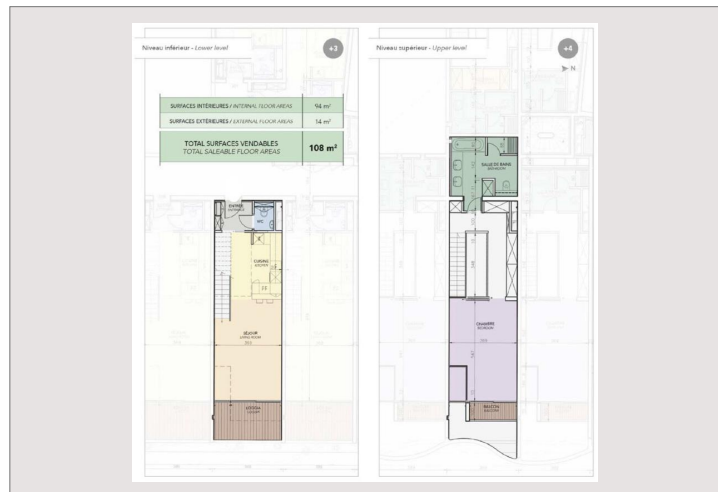 Niveau inférieur - Lower level
+3
SURFACES INTÉRIEURES / INTERNAL FLOOR AREAS 94 m²
SURFACES EXTÉRIEURES / EXTERNAL FLOOR AREAS 14 m²
TOTAL SURFACES VENDABLES
TOTAL SALEABLE FLOOR AREAS
108 m²
ENTRÉE
WC
CUISINE
KITCHEN
SÉJOUR
LIVING ROOM
LOGGIA
Niveau supérieur - Upper level
+4
N
SALLE DE BAINS
BATHROOM
CHAMBRE
BEDROOM
BALCON
BALCONY